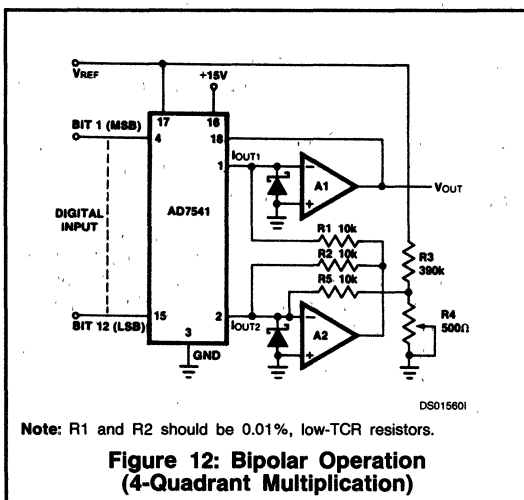 VREF
+15V
BIT 1 (MSB)
17
16
4
18
IOUT1
1
A1
VOUT
AD7541
DIGITAL
INPUT
R1 10k
R2 10k
R3
390k
R5 10k
BIT 12 (LSB)
15
2
IOUT2
A2
R4
500Ω
3
GND
DS01560I
Note: R1 and R2 should be 0.01%, low-TCR resistors.
Figure 12: Bipolar Operation
(4-Quadrant Multiplication)